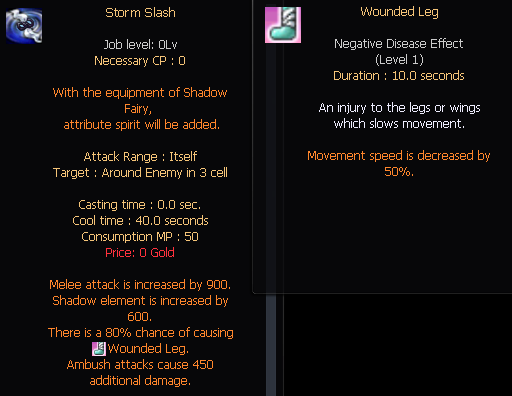 Storm Slash
Job level: 0Lv
Necessary CP : 0
With the equipment of Shadow
Fairy,
attribute spirit will be added.
Attack Range : Itself
Target : Around Enemy in 3 cell
Casting time : 0.0 sec.
Cool time : 40.0 seconds
Consumption MP : 50
Price: 0 Gold
Melee attack is increased by 900.
Shadow element is increased by
600.
There is a 80% chance of causing
Wounded Leg.
Ambush attacks cause 450
additional damage.
Wounded Leg
Negative Disease Effect
(Level 1)
Duration : 10.0 seconds
An injury to the legs or wings
which slows movement.
Movement speed is decreased by
50%.